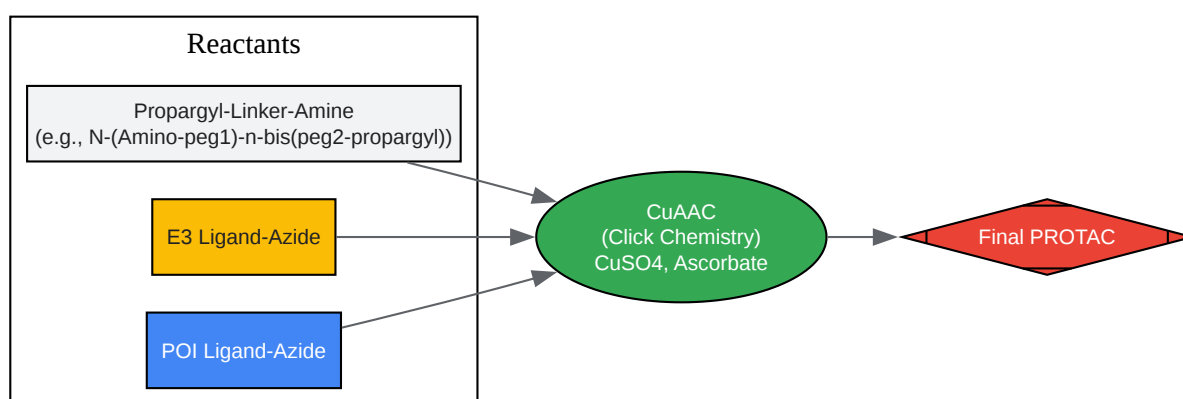 Reactants
Propargyl-Linker-Amine
(e.g., N-(Amino-peg1)-n-bis(peg2-propargyl))
E3 Ligand-Azide
POI Ligand-Azide
CuAAC
(Click Chemistry)
CuSO4, Ascorbate
Final PROTAC